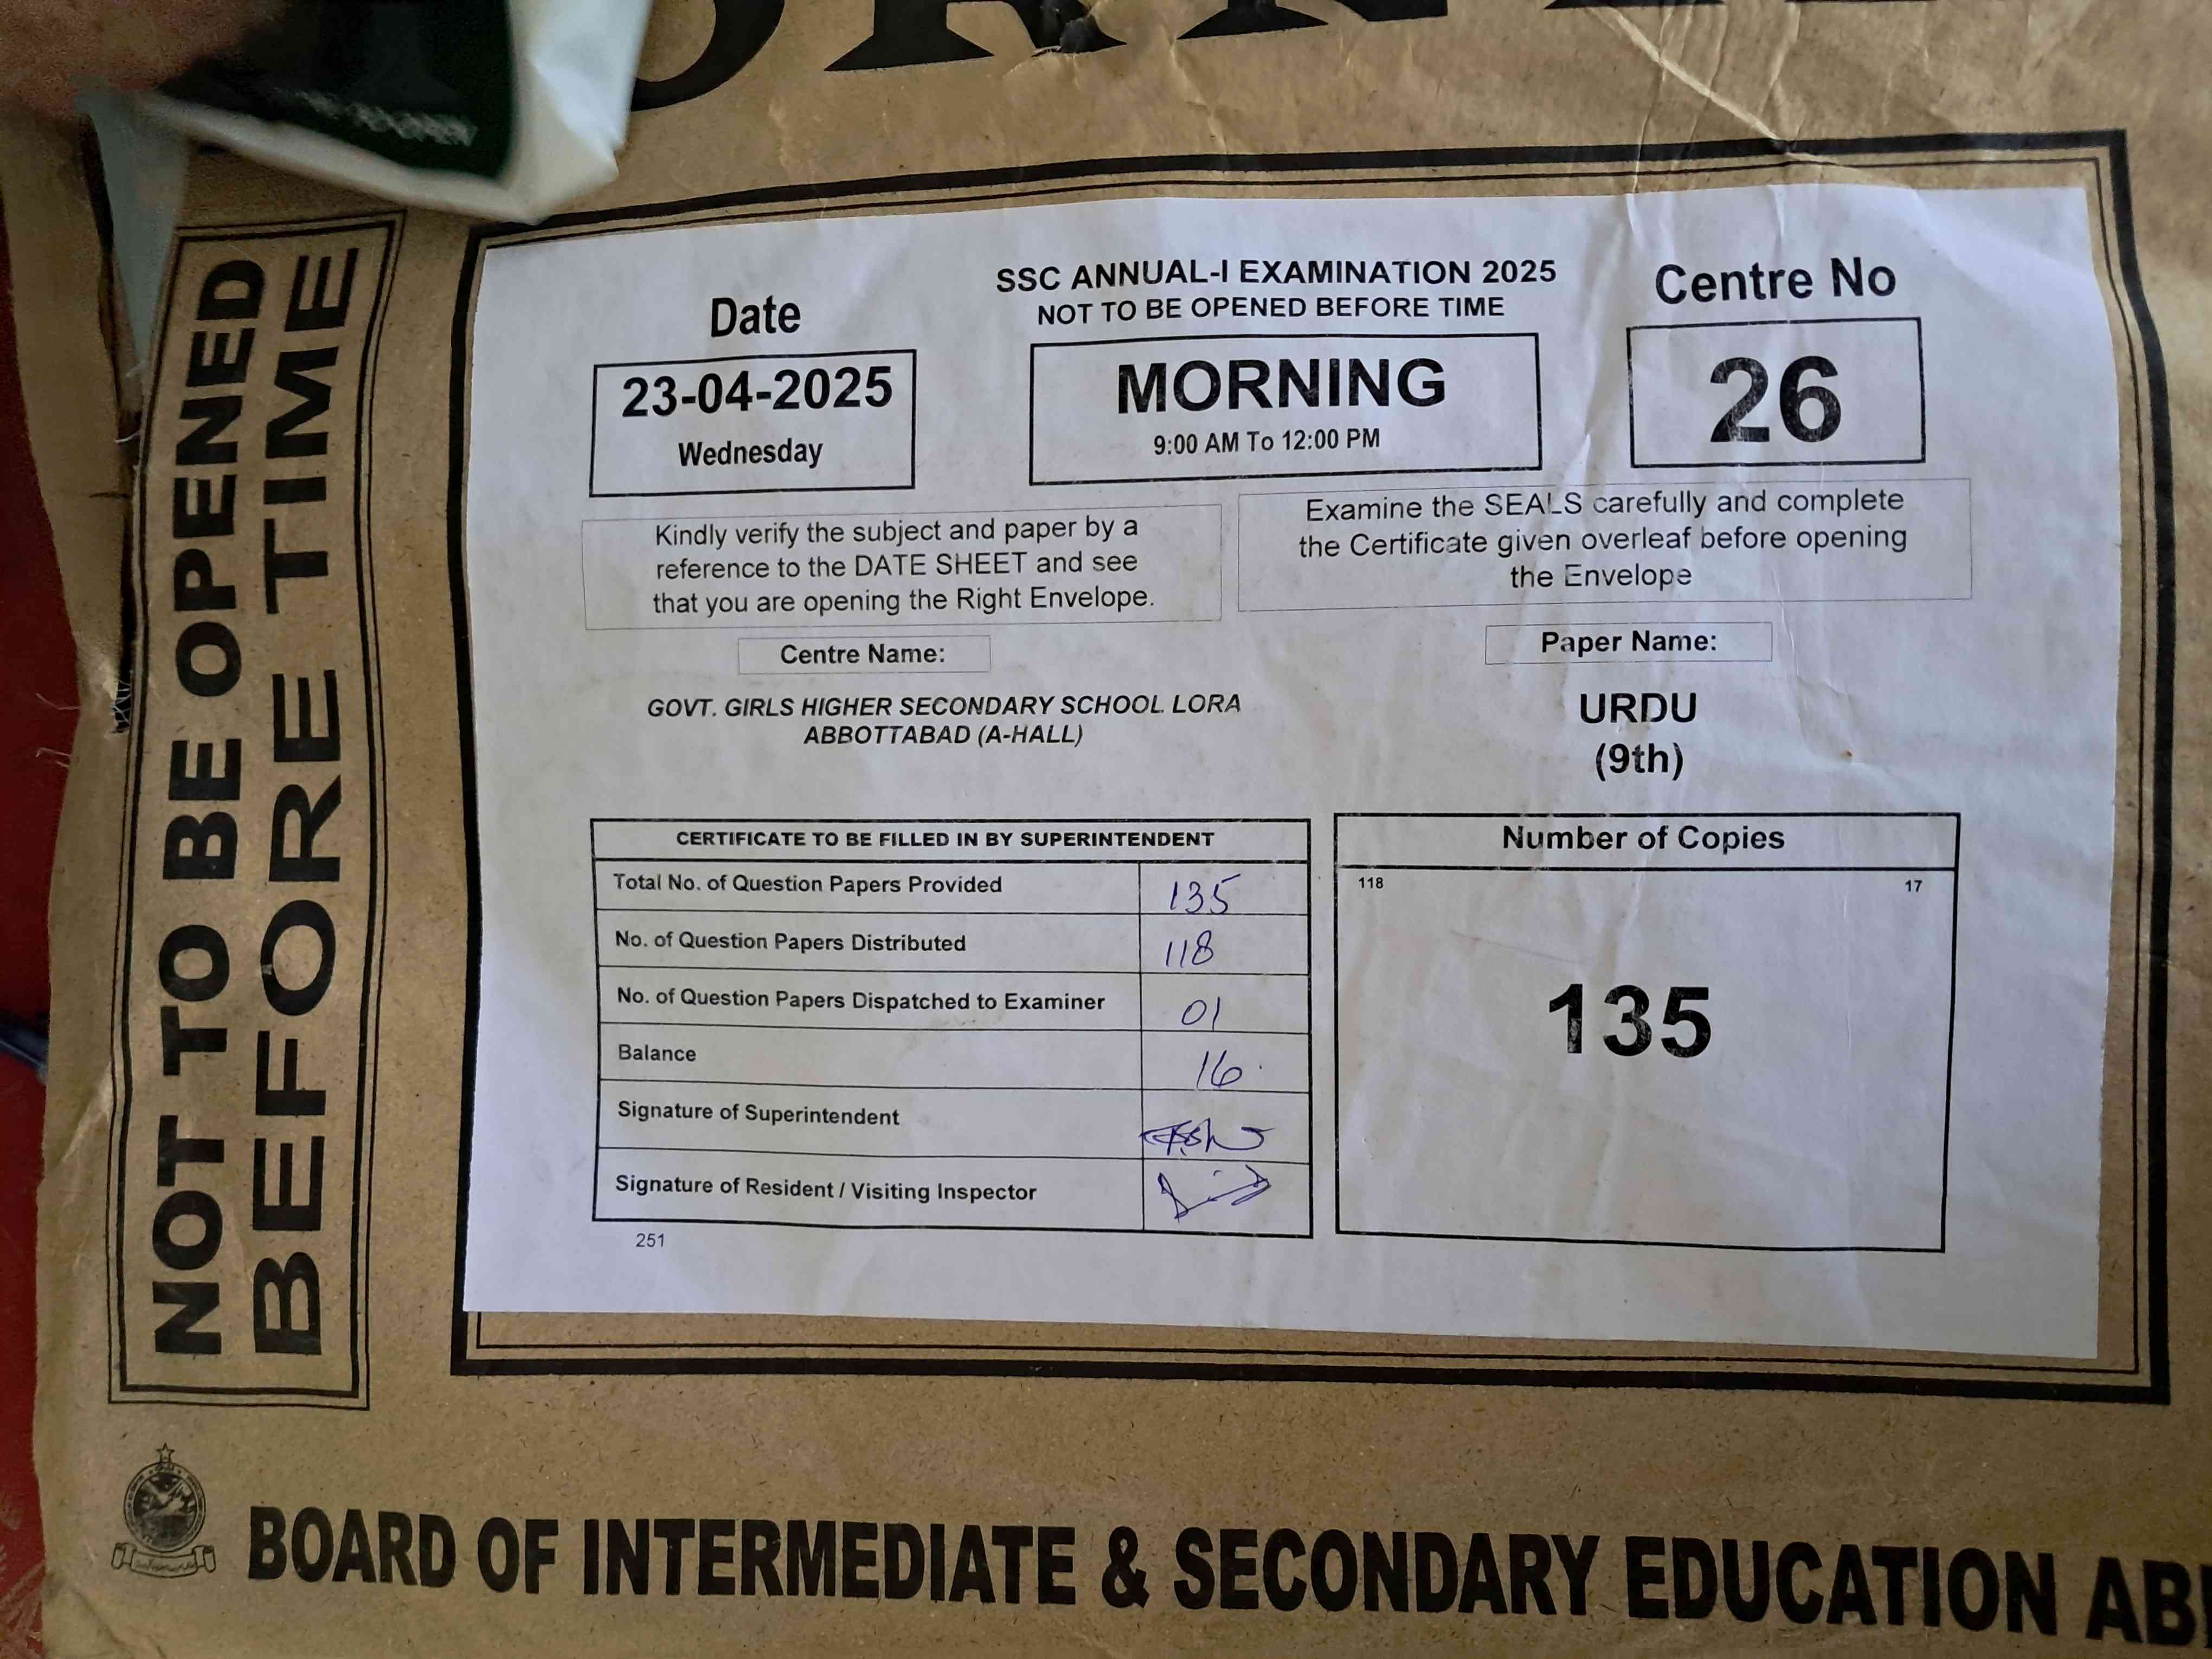 NOT TO BE OPENED
BEFORE TIME
SSC ANNUAL-I EXAMINATION 2025
NOT TO BE OPENED BEFORE TIME
Date
23-04-2025
Wednesday
MORNING
9:00 AM To 12:00 PM
Centre No
26
Kindly verify the subject and paper by a
reference to the DATE SHEET and see
that you are opening the Right Envelope.
Examine the SEALS carefully and complete
the Certificate given overleaf before opening
the Envelope
Centre Name:
GOVT. GIRLS HIGHER SECONDARY SCHOOL LORA
ABBOTTABAD (A-HALL)
Paper Name:
URDU
(9th)
CERTIFICATE TO BE FILLED IN BY SUPERINTENDENT
Total No. of Question Papers Provided 135
No. of Question Papers Distributed 118
No. of Question Papers Dispatched to Examiner 01
Balance 16
Signature of Superintendent
Signature of Resident / Visiting Inspector
251
Number of Copies
118 17
135
BOARD OF INTERMEDIATE & SECONDARY EDUCATION AB